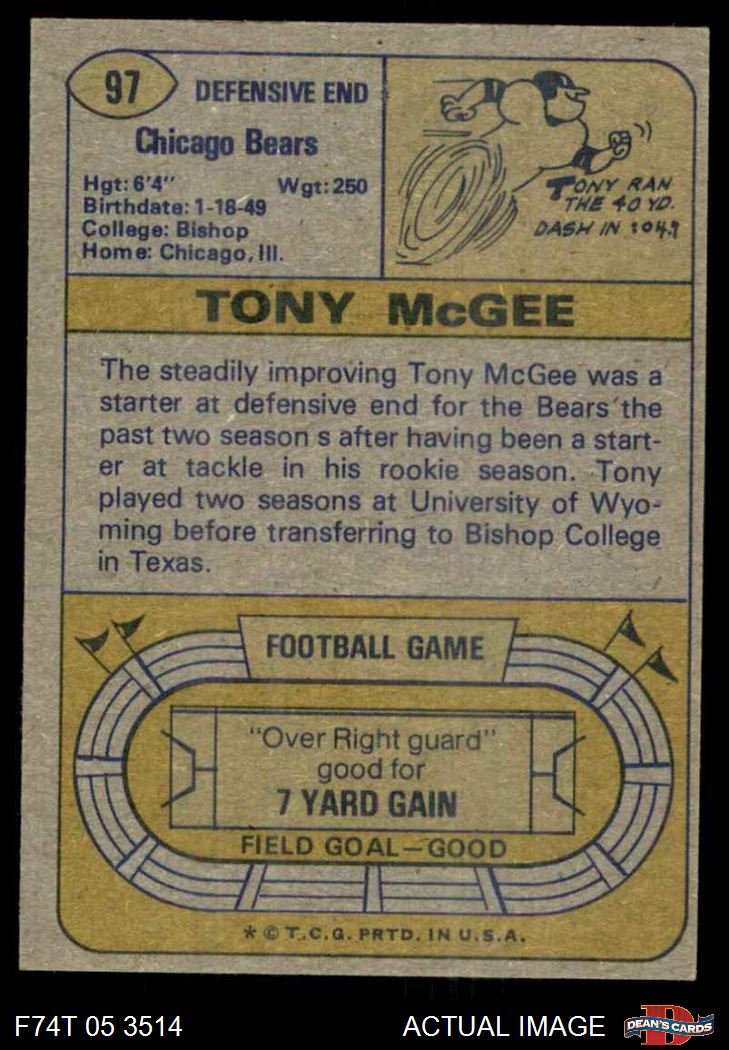 97
DEFENSIVE END
Chicago Bears
Hgt: 6'4" Wgt: 250
Birthdate: 1-18-49
College: Bishop
Home: Chicago, Ill.
TONY RAN
THE 40 YD.
DASH IN
TONY McGEE
The steadily improving Tony McGee was a
starter at defensive end for the Bears the
past two season s after having been a start-
er at tackle in his rookie season. Tony
played two seasons at University of Wyo-
ming before transferring to Bishop College
in Texas.
FOOTBALL GAME
"Over Right guard"
good for
7 YARD GAIN
FIELD GOAL—GOOD
* © T.C.G. PRTD. IN U.S.A.
F74T 05 3514 ACTUAL IMAGE
DEAN'S CARDS